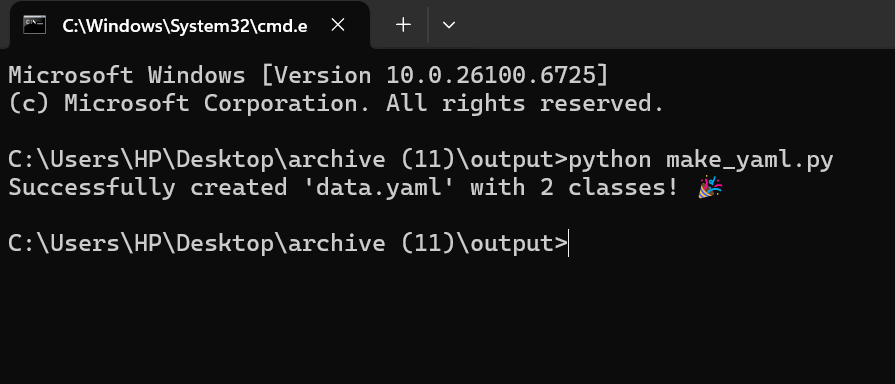 C:\Windows\System32\cmd.e
Microsoft Windows [Version 10.0.26100.6725]
(c) Microsoft Corporation. All rights reserved.
C:\Users\HP\Desktop\archive (11)\output>python make_yaml.py
Successfully created 'data.yaml' with 2 classes! 🎉
C:\Users\HP\Desktop\archive (11)\output>